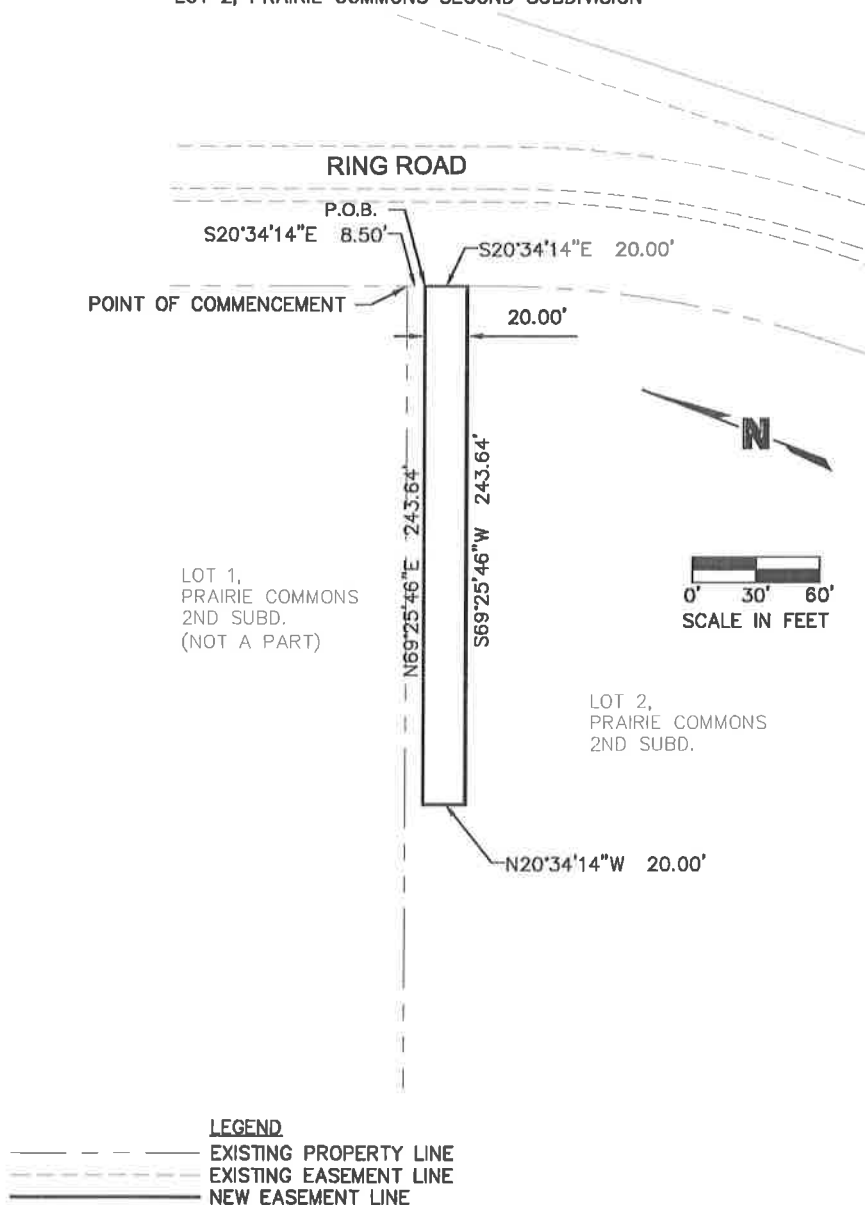 LOT 2, PRAIRIE COMMONS SECOND SUBDIVISION
RING ROAD
P.O.B.
S20°34'14"E 8.50'
S20°34'14"E 20.00'
POINT OF COMMENCEMENT
20.00'
N
N69°25'46"E 243.64'
S69°25'46"W 243.64'
0' 30' 60'
SCALE IN FEET
LOT 1,
PRAIRIE COMMONS
2ND SUBD.
(NOT A PART)
LOT 2,
PRAIRIE COMMONS
2ND SUBD.
N20°34'14"W 20.00'
LEGEND
EXISTING PROPERTY LINE
EXISTING EASEMENT LINE
NEW EASEMENT LINE